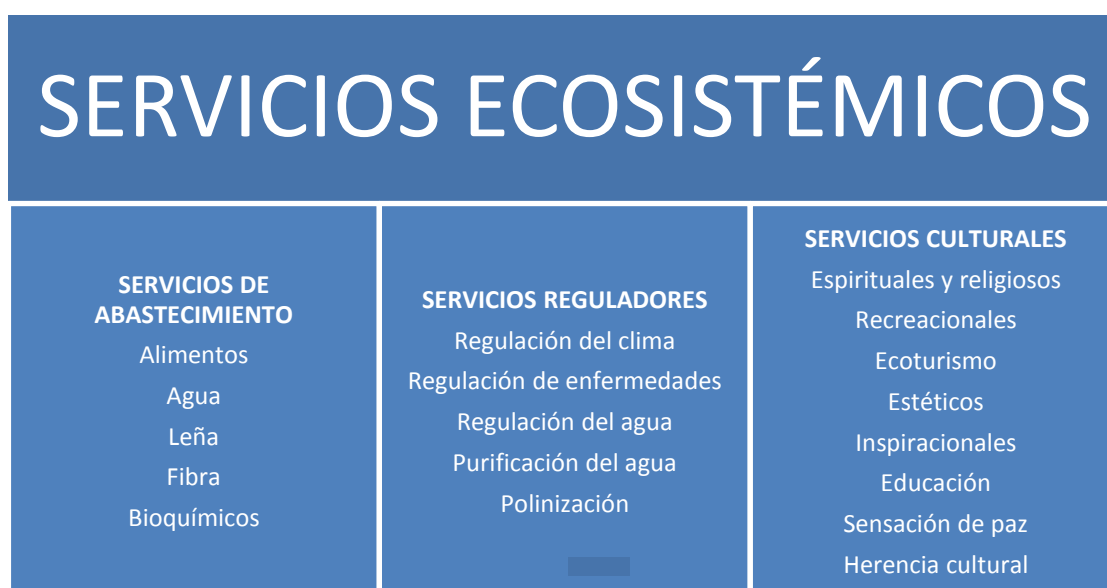 SERVICIOS ECOSISTÉMICOS
SERVICIOS DE
ABASTECIMIENTO
Alimentos
Agua
Leña
Fibra
Bioquímicos
SERVICIOS REGULADORES
Regulación del clima
Regulación de enfermedades
Regulación del agua
Purificación del agua
Polinización
SERVICIOS CULTURALES
Espirituales y religiosos
Recreacionales
Ecoturismo
Estéticos
Inspiracionales
Educación
Sensación de paz
Herencia cultural